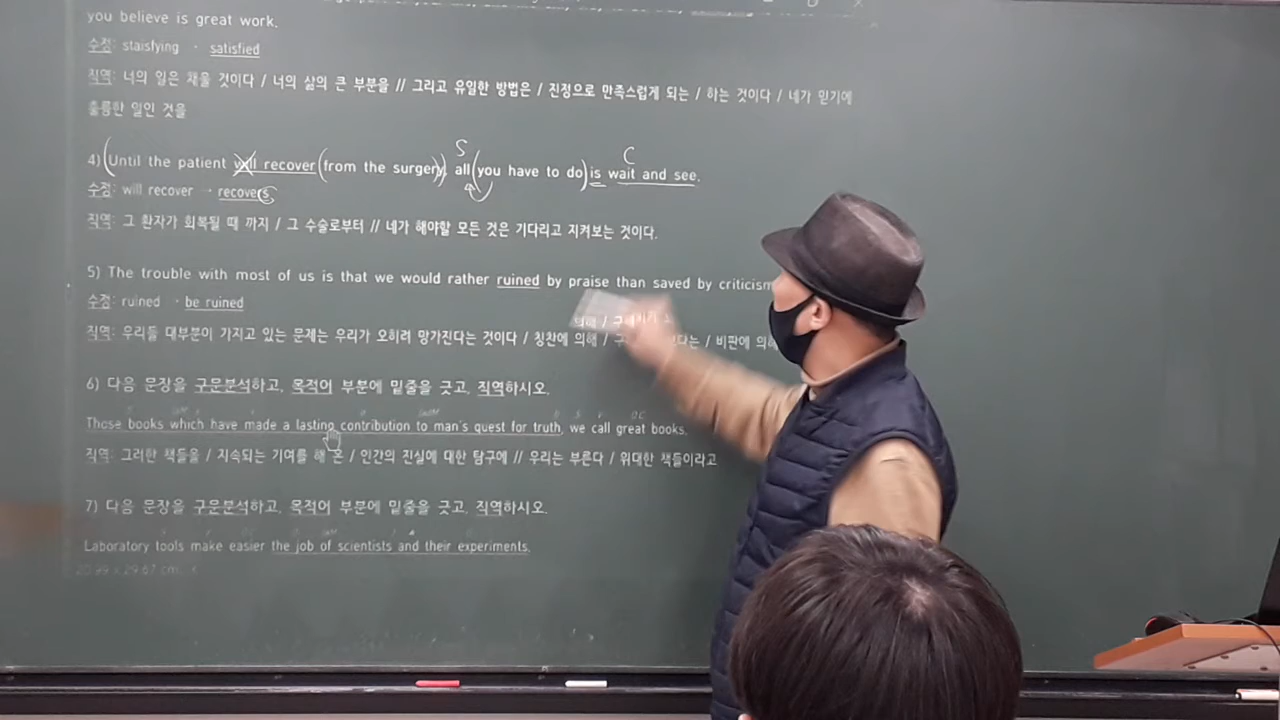 you believe is great work.
수정: staisfying → satisfied
직역: 너의 일은 채울 것이다 / 너의 삶의 큰 부분을 // 그리고 유일한 방법은 / 진정으로 만족스럽게 되는 / 하는 것이다 / 네가 믿기에
훌륭한 일인 것을
S C
4) (Until the patient will recover (from the surgery)), all (you have to do) is wait and see.
수정: will recover → recovers
직역: 그 환자가 회복될 때 까지 / 그 수술로부터 // 네가 해야할 모든 것은 기다리고 지켜보는 것이다.
5) The trouble with most of us is that we would rather ruined by praise than saved by criticism
수정: ruined → be ruined
직역: 우리들 대부분이 가지고 있는 문제는 우리가 오히려 망가진다는 것이다 / 칭찬에 의해 / / 비판에 의해
6) 다음 문장을 구문분석하고, 목적어 부분에 밑줄을 긋고, 직역하시오.
Those books which have made a lasting contribution to man's quest for truth, we call great books.
직역: 그러한 책들을 / 지속되는 기여를 해 온 / 인간의 진실에 대한 탐구에 // 우리는 부른다 / 위대한 책들이라고
7) 다음 문장을 구문분석하고, 목적어 부분에 밑줄을 긋고, 직역하시오.
Laboratory tools make easier the job of scientists and their experiments.
20.99 x 29.67 cm